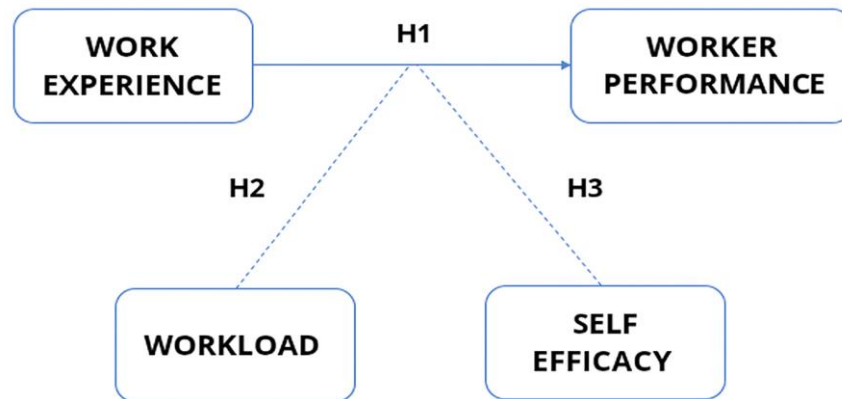 H1
WORK
EXPERIENCE
WORKER
PERFORMANCE
H2
H3
WORKLOAD
SELF
EFFICACY